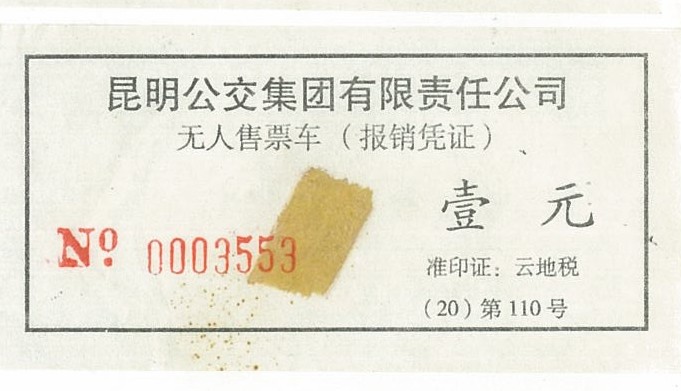 昆明公交集团有限责任公司
无人售票车（报销凭证）
壹 元
Nº 0003553
准印证：云地税
（20）第110号